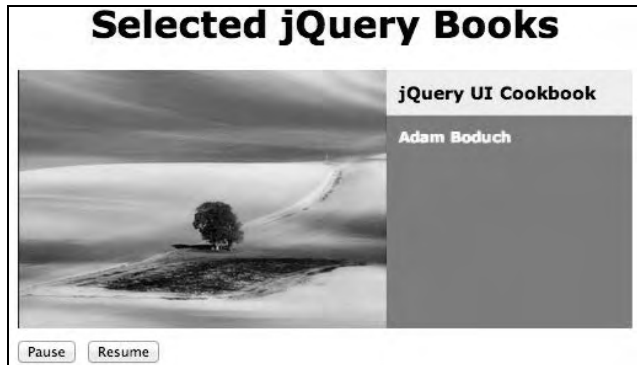 Selected jQuery Books
jQuery UI Cookbook
Adam Boduch
Pause
Resume